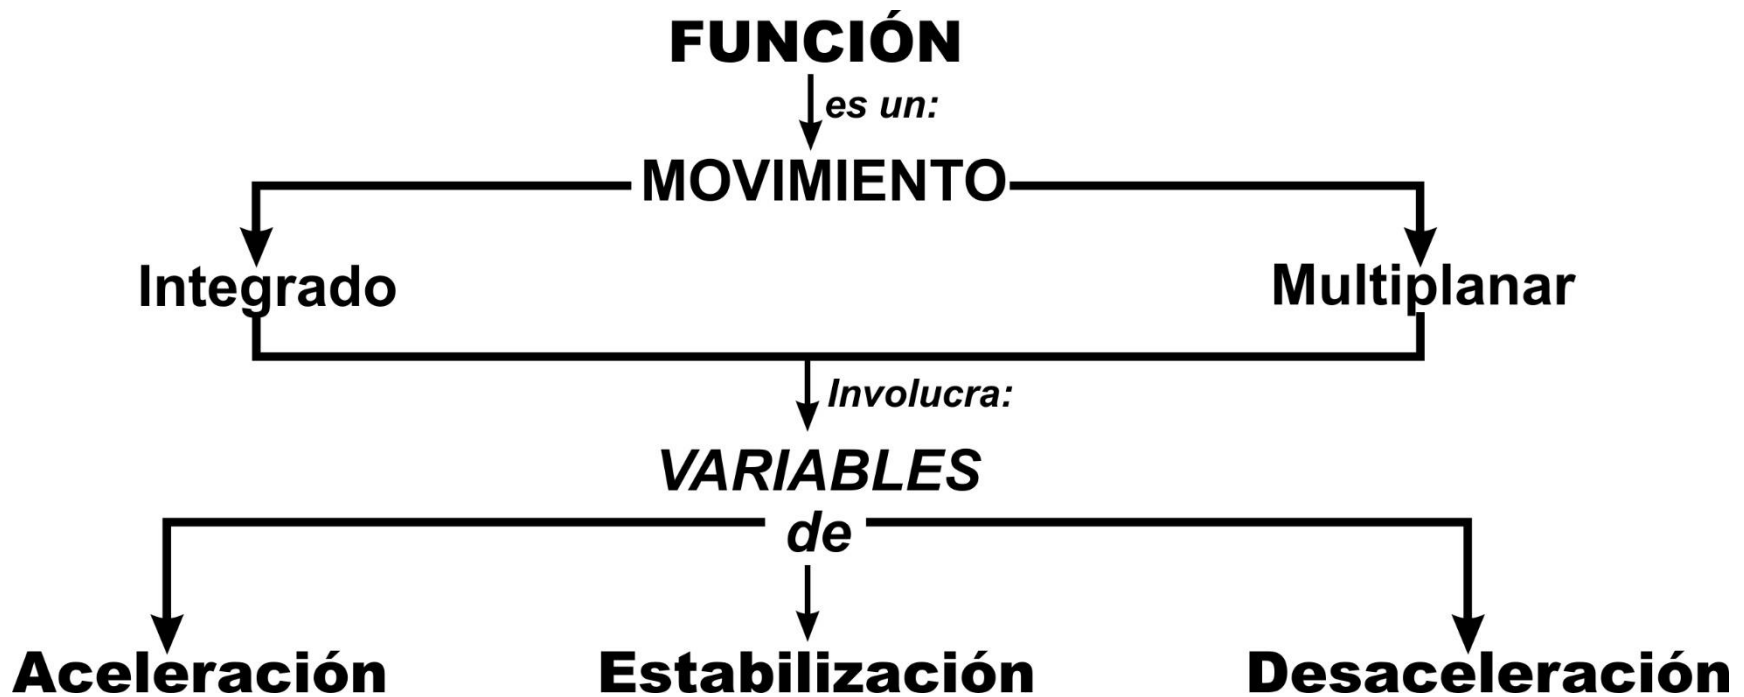 FUNCIÓN
es un:
MOVIMIENTO
Integrado
Multiplanar
Involucra:
VARIABLES
de
Aceleración
Estabilización
Desaceleración